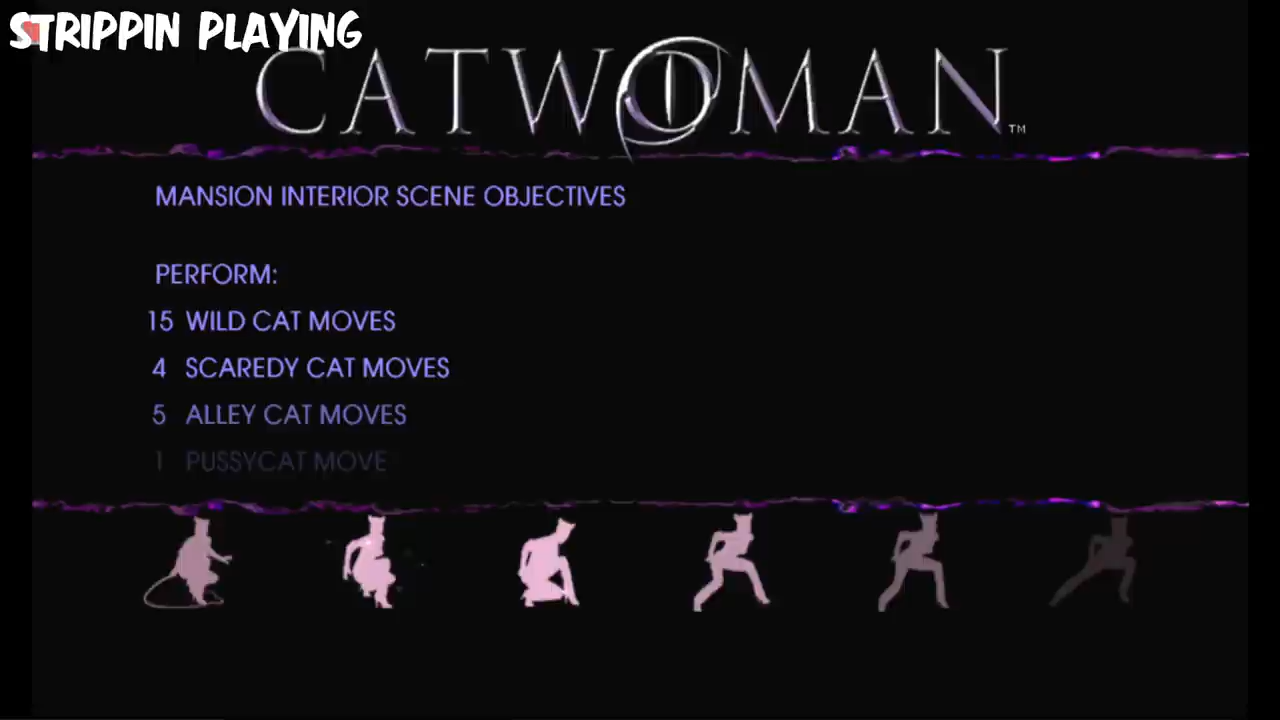 STRIPPIN PLAYING
CATWOMAN™
MANSION INTERIOR SCENE OBJECTIVES
PERFORM:
15 WILD CAT MOVES
4 SCAREDY CAT MOVES
5 ALLEY CAT MOVES
1 PUSSYCAT MOVE